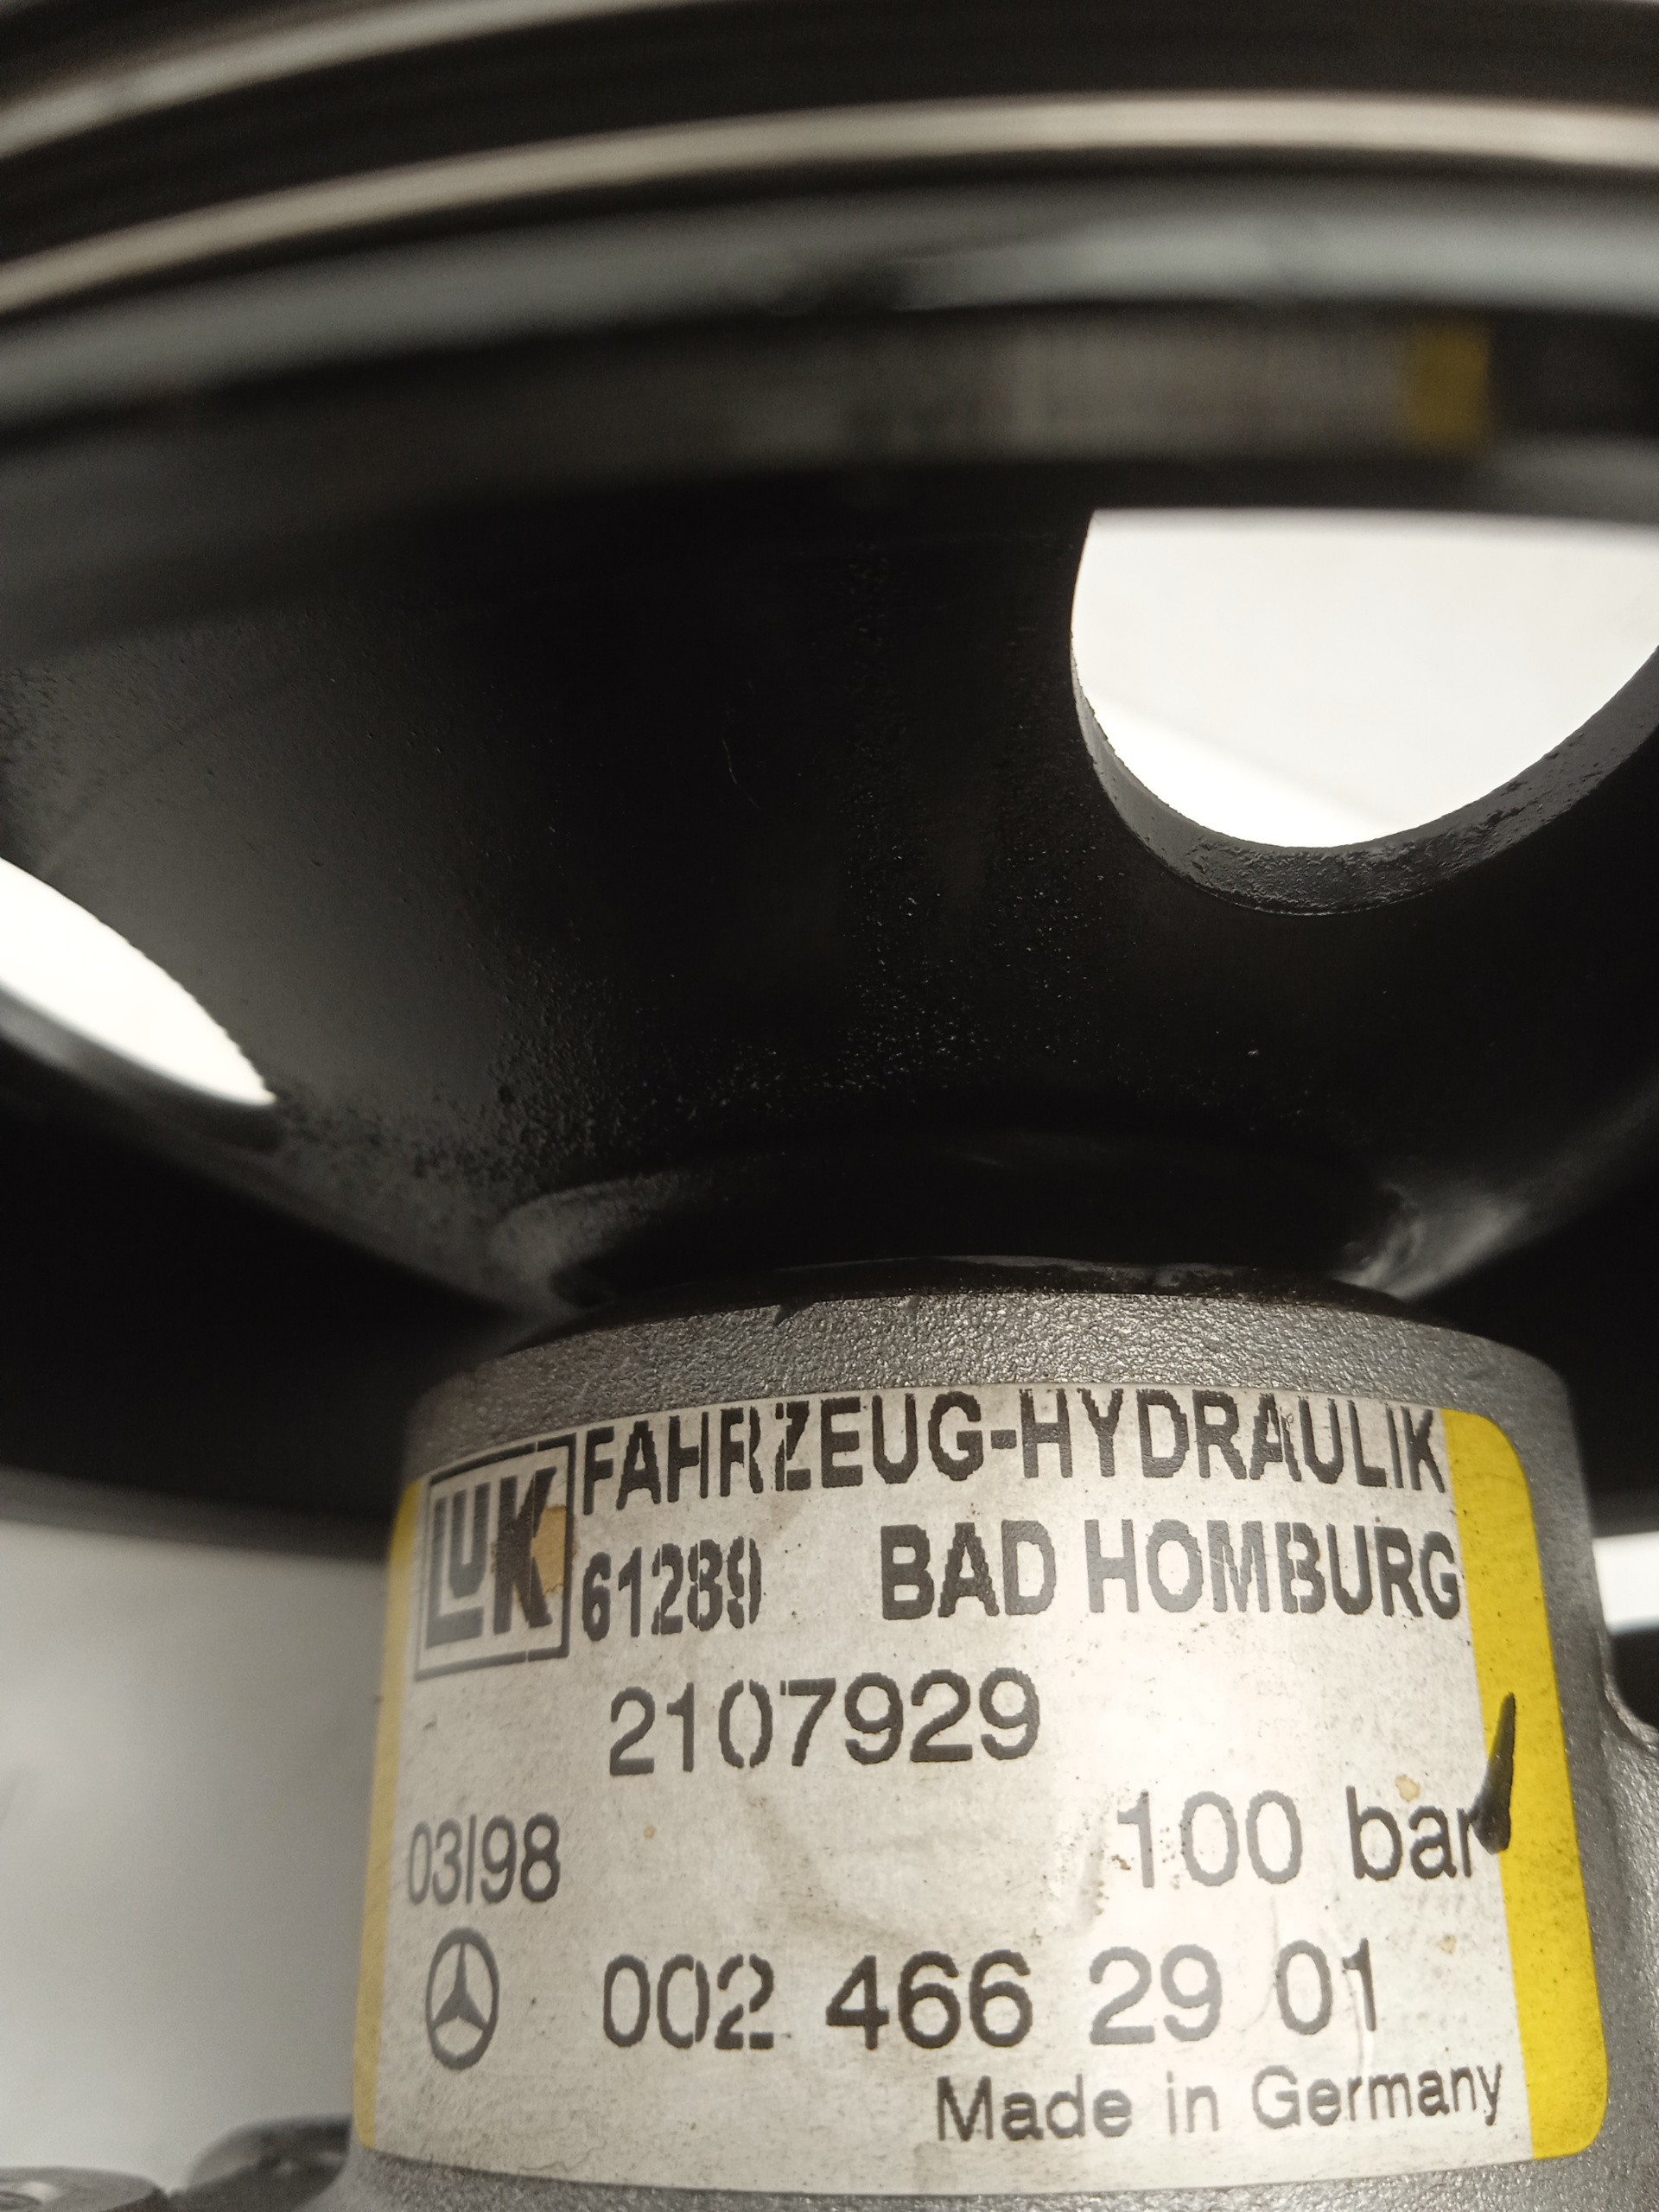 LUK FAHRZEUG-HYDRAULIK
61289 BAD HOMBURG
2107929
100 bar
03/98
002 466 29 01
Made in Germany